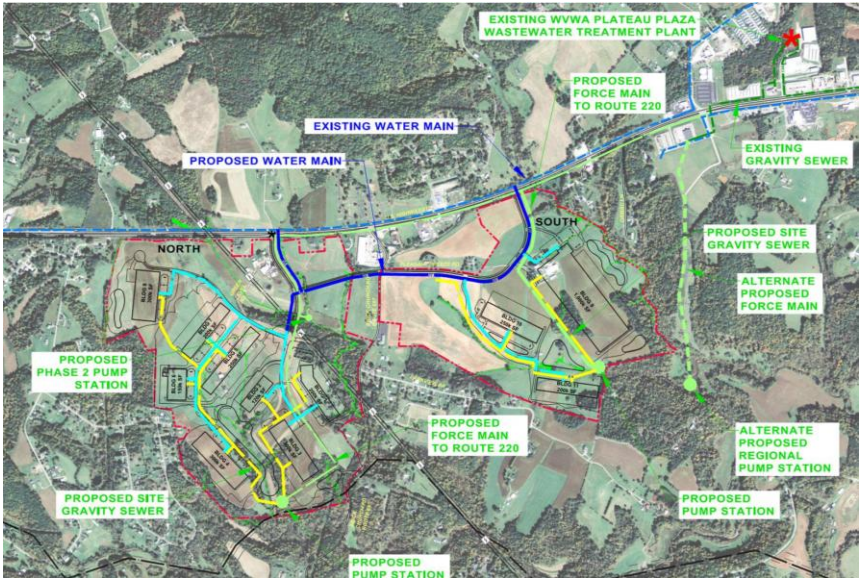 EXISTING WVWA PLATEAU PLAZA
WASTEWATER TREATMENT PLANT
PROPOSED
FORCE MAIN
TO ROUTE 220
EXISTING WATER MAIN
EXISTING
GRAVITY SEWER
PROPOSED WATER MAIN
SOUTH
NORTH
PROPOSED SITE
GRAVITY SEWER
ALTERNATE
PROPOSED
FORCE MAIN
PROPOSED
PHASE 2 PUMP
STATION
PROPOSED
FORCE MAIN
TO ROUTE 220
ALTERNATE
PROPOSED
REGIONAL
PUMP STATION
PROPOSED SITE
GRAVITY SEWER
PROPOSED
PUMP STATION
PROPOSED
PUMP STATION